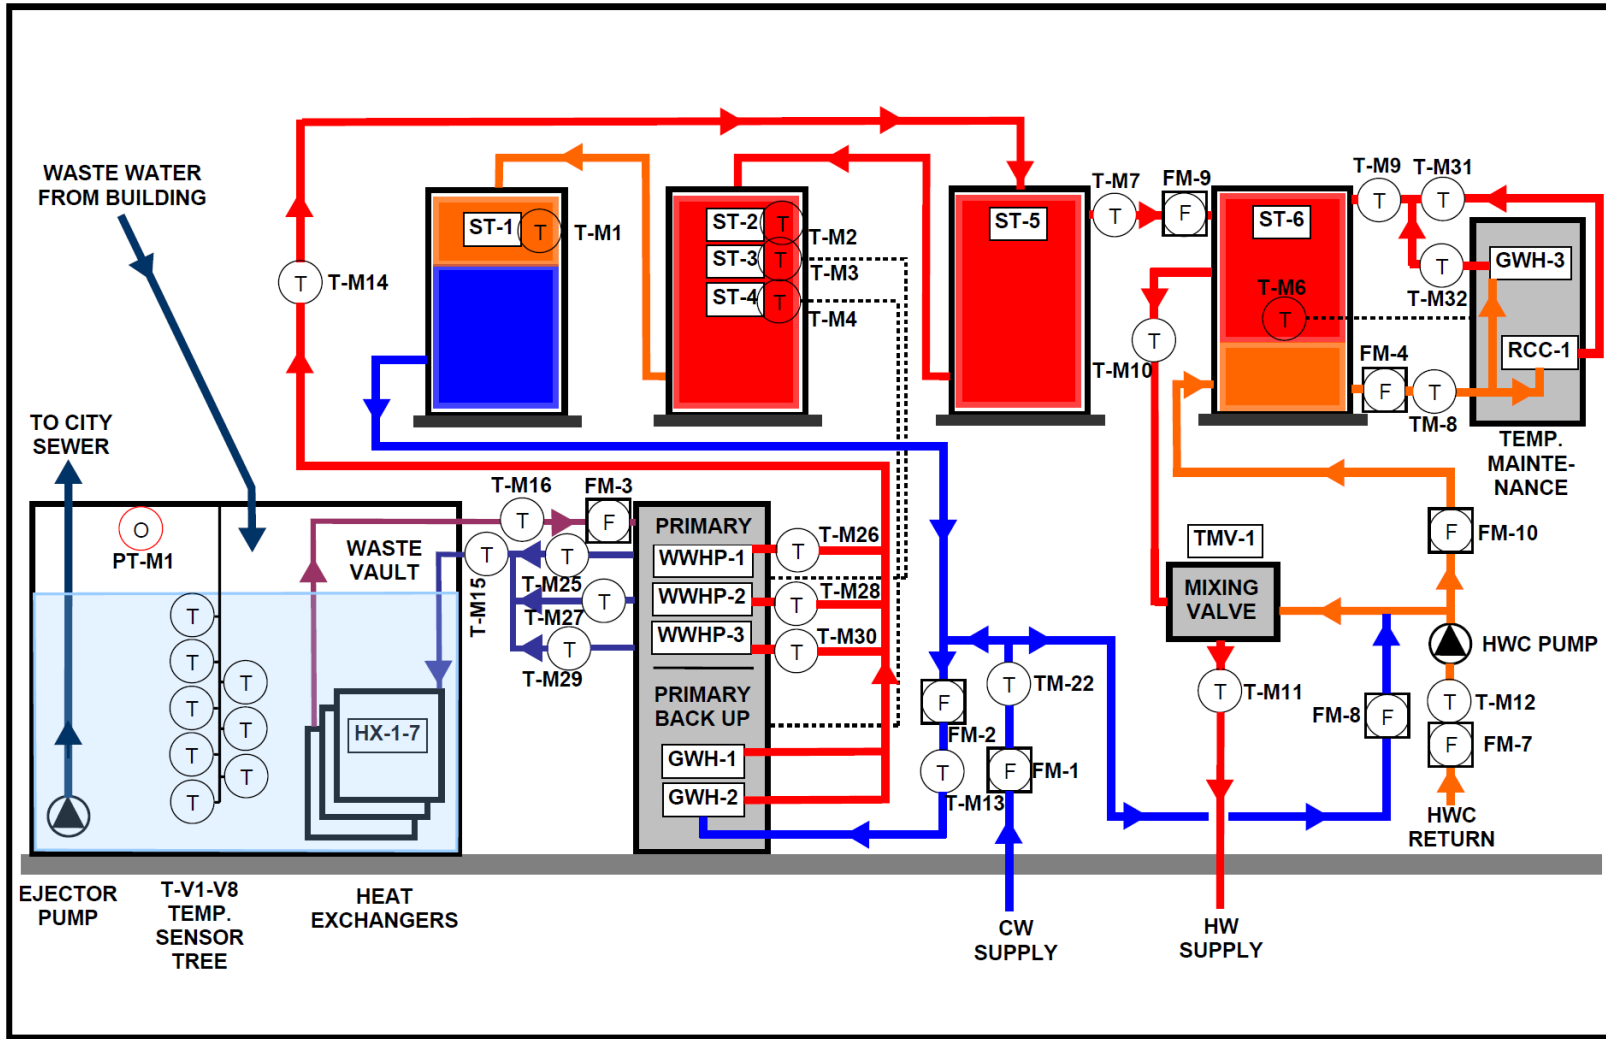 WASTE WATER
FROM BUILDING
T-M14
ST-1
T
T-M1
ST-2
T
T-M2
ST-3
T
T-M3
ST-4
T
T-M4
ST-5
T-M7
T
FM-9
F
ST-6
T-M6
T
T-M10
T
T-M9
T
T-M31
T
T-M32
T
GWH-3
RCC-1
FM-4
F
TM-8
T
TEMP.
MAINTE-
NANCE
TO CITY
SEWER
T
O
PT-M1
WASTE
VAULT
T-M16
T
FM-3
F
T-M15
T
T
T-M25
T
T-M27
T
T-M29
PRIMARY
WWHP-1
WWHP-2
WWHP-3
T
T-M26
T
T-M28
T
T-M30
PRIMARY
BACK UP
GWH-1
GWH-2
HX-1-7
T
T
T
T
T
T
T
T
F
FM-2
T
T-M13
T
TM-22
F
FM-1
TMV-1
MIXING
VALVE
T
T-M11
FM-8
F
F
FM-10
HWC PUMP
T
T-M12
F
FM-7
HWC
RETURN
EJECTOR
PUMP
T-V1-V8
TEMP.
SENSOR
TREE
HEAT
EXCHANGERS
CW
SUPPLY
HW
SUPPLY